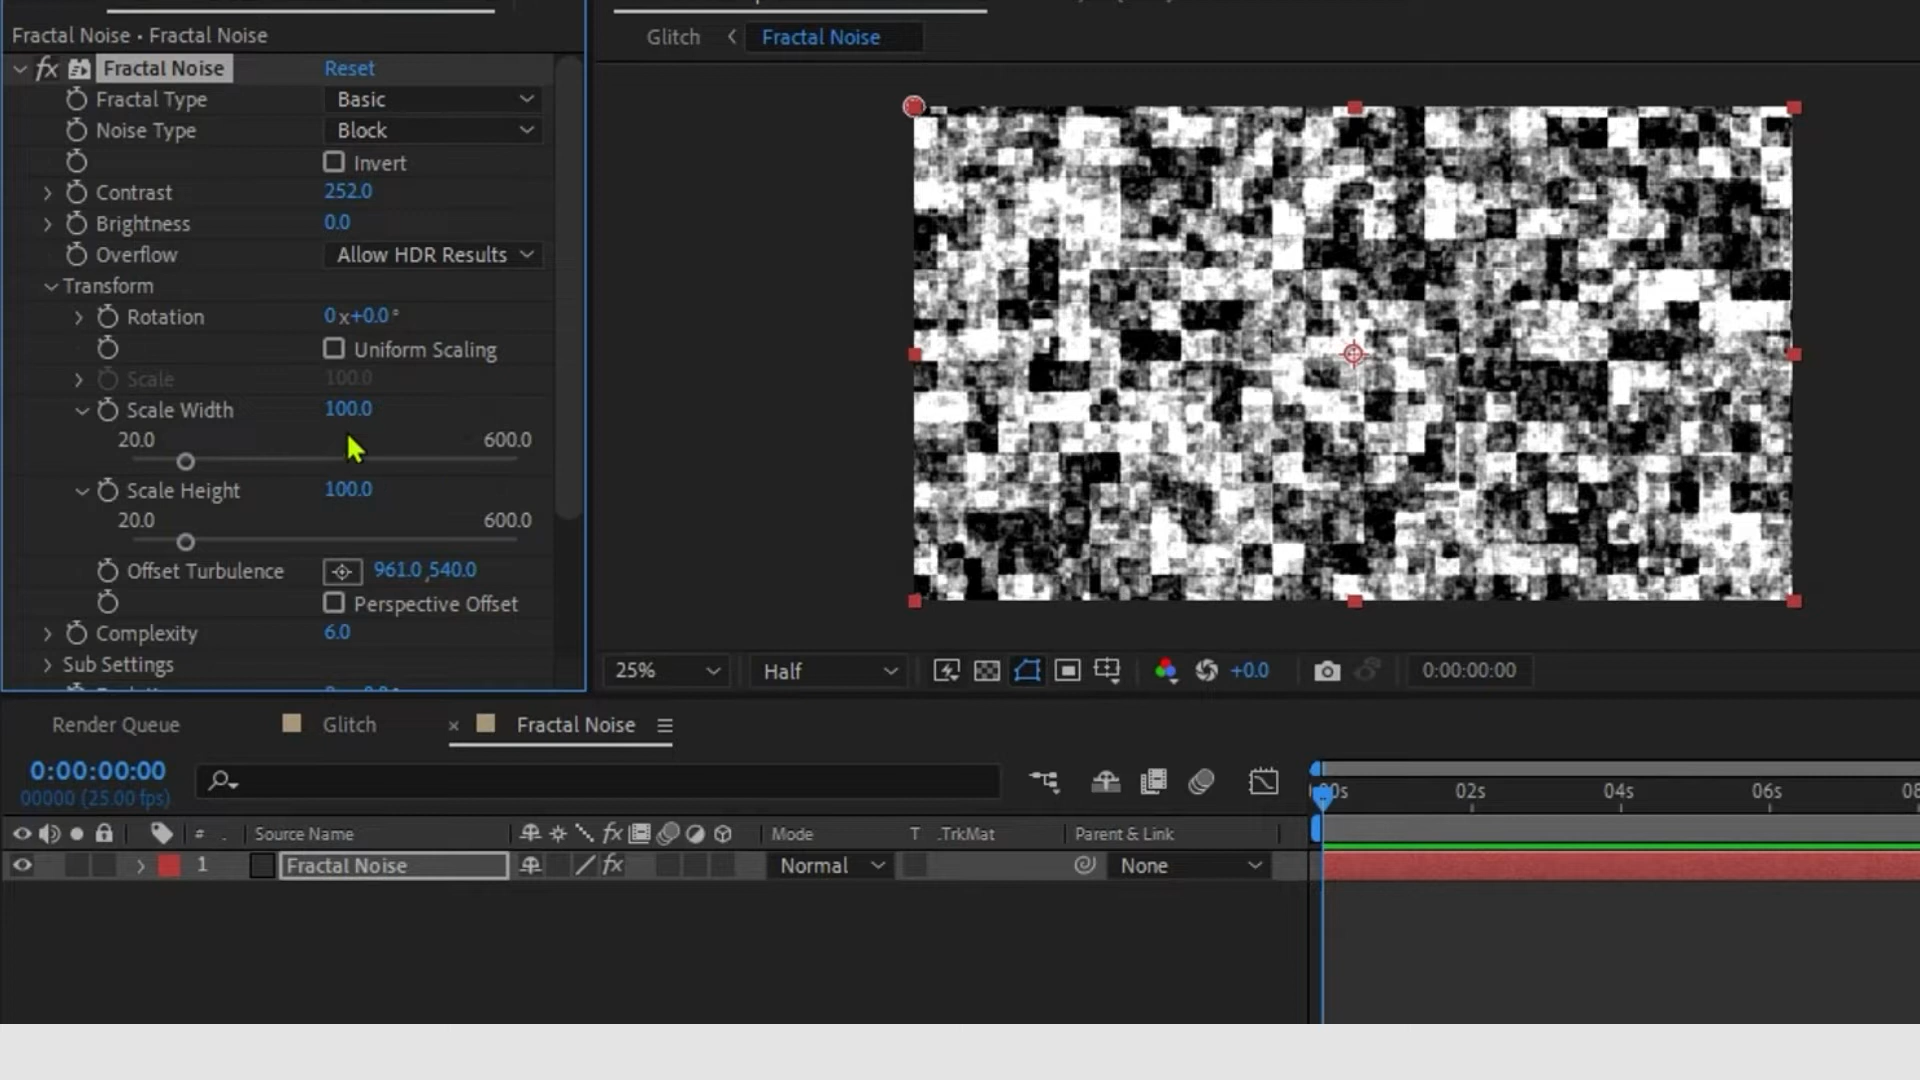 Fractal Noise • Fractal Noise
fx Fractal Noise Reset
Fractal Type Basic
Noise Type Block
Invert
Contrast 252.0
Brightness 0.0
Overflow Allow HDR Results
Transform
Rotation 0x+0.0°
Uniform Scaling
Scale 100.0
Scale Width 100.0
20.0 600.0
Scale Height 100.0
20.0 600.0
Offset Turbulence 961.0,540.0
Perspective Offset
Complexity 6.0
Sub Settings
Glitch < Fractal Noise
25% Half +0.0 0:00:00:00
Render Queue Glitch × Fractal Noise
0:00:00:00
00000 (25.00 fps)
02s 04s 06s 08
# . Source Name fx Mode T .TrkMat Parent & Link
1 Fractal Noise fx Normal None